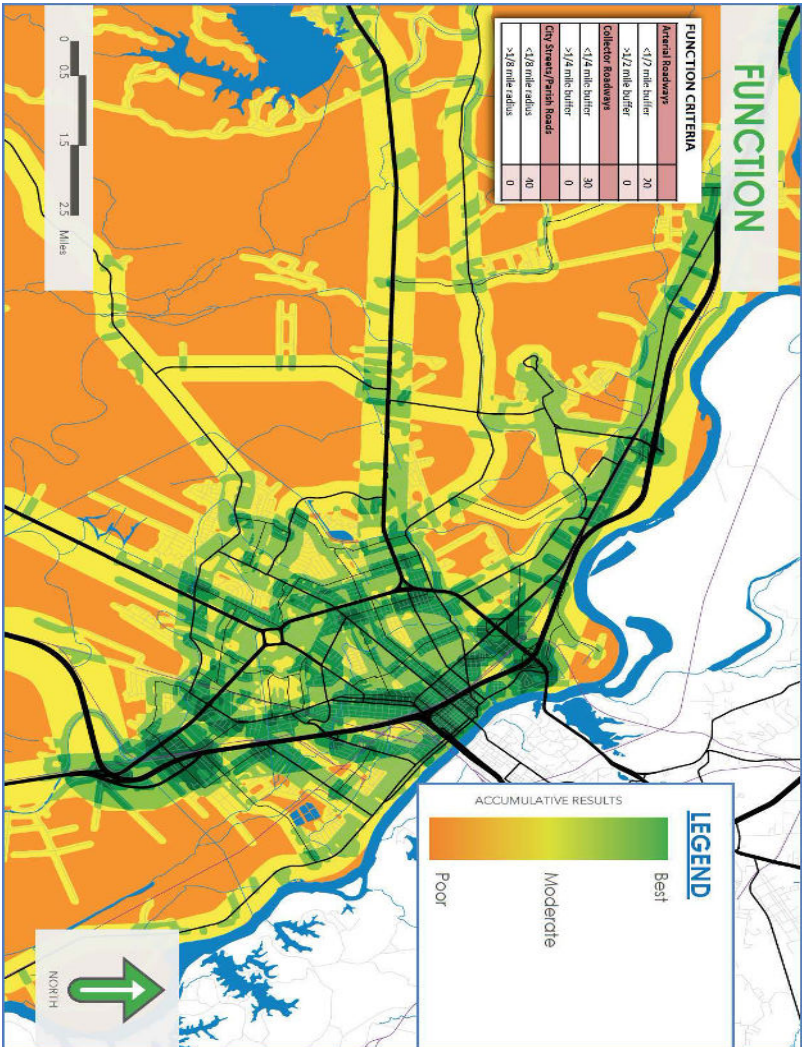 FUNCTION
FUNCTION CRITERIA
Arterial Roadways
<1/2 mile buffer 20
>1/2 mile buffer 0
Collector Roadways
<1/4 mile buffer 30
>1/4 mile buffer 0
City Streets/Parish Roads
<1/8 mile radius 40
>1/8 mile radius 0
0 0.5 1.5 2.5 Miles
LEGEND
ACCUMULATIVE RESULTS
Best
Moderate
Poor
NORTH